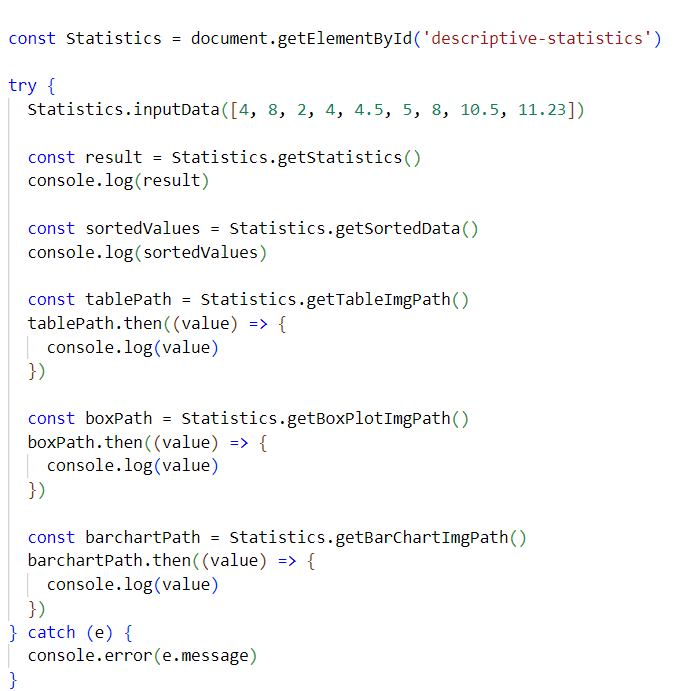 const Statistics = document.getElementById('descriptive-statistics')
try {
Statistics.inputData([4, 8, 2, 4, 4.5, 5, 8, 10.5, 11.23])
const result = Statistics.getStatistics()
console.log(result)
const sortedValues = Statistics.getSortedData()
console.log(sortedValues)
const tablePath = Statistics.getTableImgPath()
tablePath.then((value) => {
console.log(value)
})
const boxPath = Statistics.getBoxPlotImgPath()
boxPath.then((value) => {
console.log(value)
})
const barchartPath = Statistics.getBarChartImgPath()
barchartPath.then((value) => {
console.log(value)
})
} catch (e) {
console.error(e.message)
}